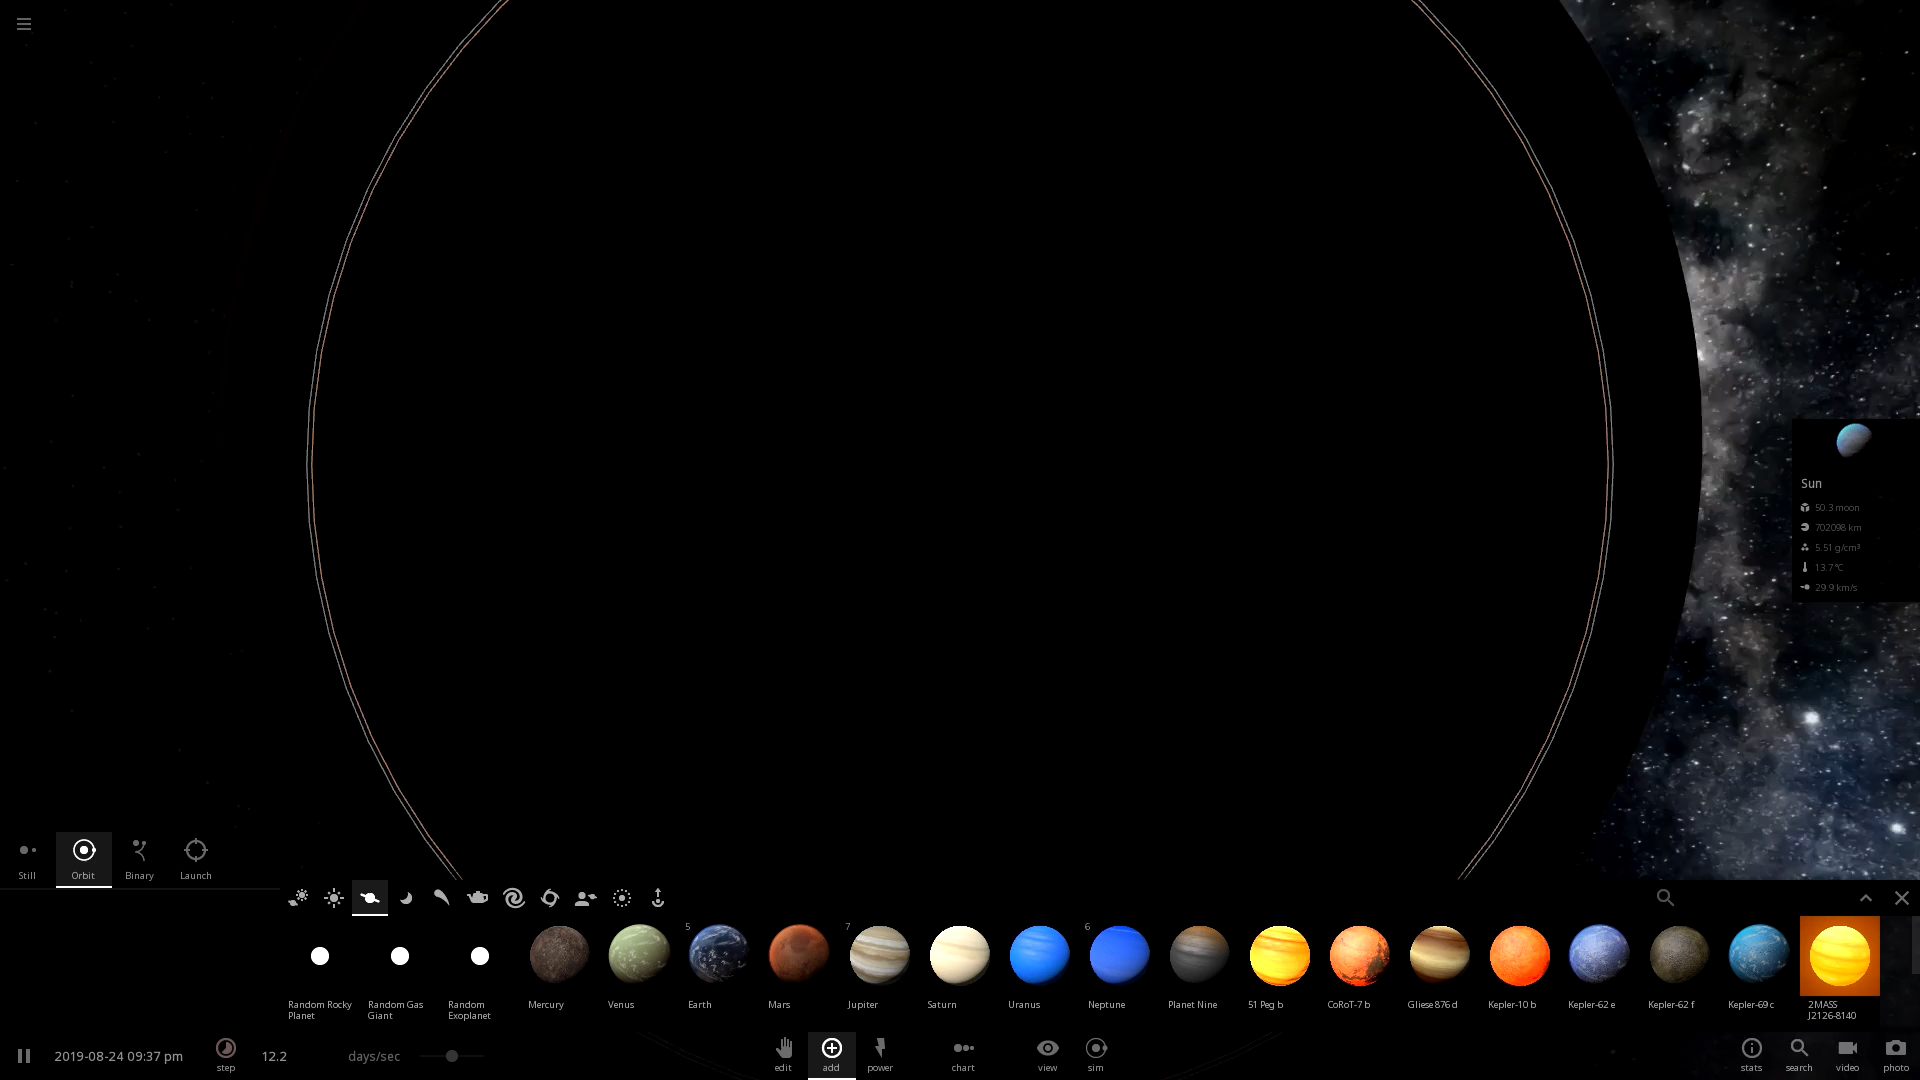 Sun
50.3 moon
702098 km
5.51 g/cm³
13.7 °C
29.9 km/s
Still
Orbit
Binary
Launch
5
7
6
Random Rocky Planet
Random Gas Giant
Random Exoplanet
Mercury
Venus
Earth
Mars
Jupiter
Saturn
Uranus
Neptune
Planet Nine
51 Peg b
CoRoT-7 b
Gliese 876 d
Kepler-10 b
Kepler-62 e
Kepler-62 f
Kepler-69 c
2MASS J2126-8140
2019-08-24 09:37 pm
step
12.2
days/sec
edit
add
power
chart
view
sim
stats
search
video
photo